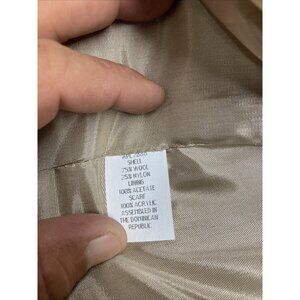 SHELL
75% WOOL
25% NYLON
LINING
100% ACETATE
SCARF
100% ACRYLIC
ASSEMBLED IN
THE DOMINICAN
REPUBLIC